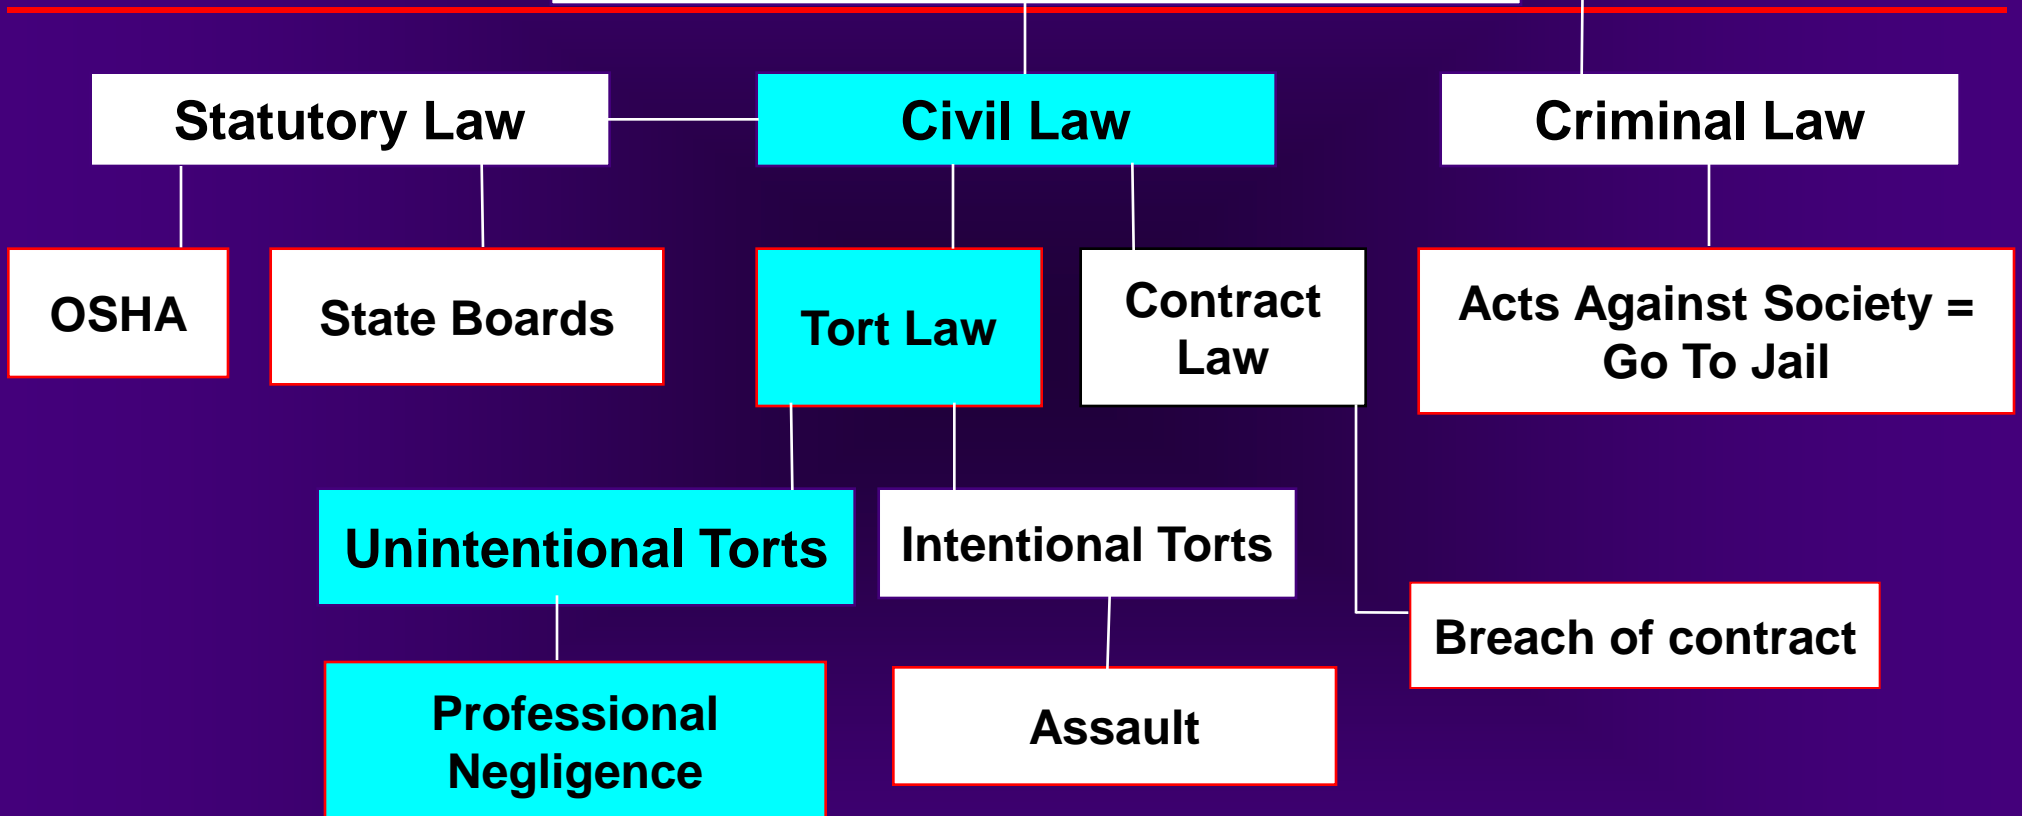 Statutory Law
Civil Law
Criminal Law
OSHA
State Boards
Tort Law
Contract
Law
Acts Against Society =
Go To Jail
Unintentional Torts
Intentional Torts
Breach of contract
Professional
Negligence
Assault